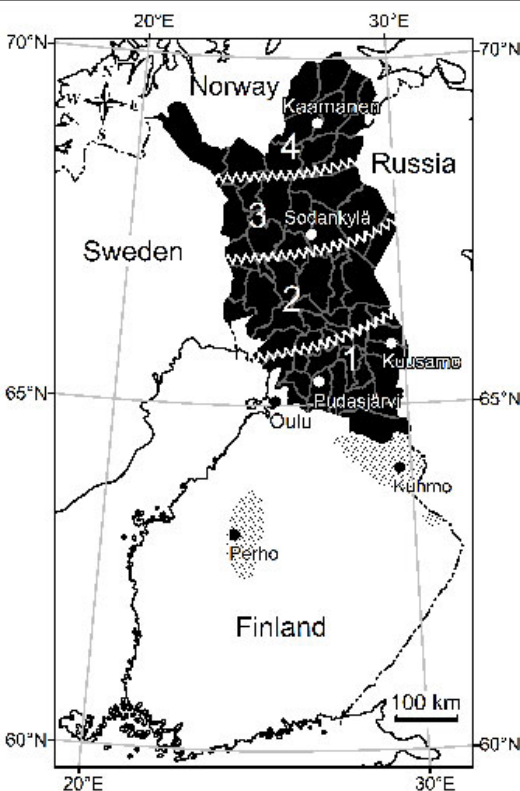 20°E 30°E
70°N 70°N
N
W E
S
Norway
Kaamanen
4
Russia
3
Sodankylä
Sweden
2
1
Kuusamo
65°N 65°N
Pudasjärvi
Oulu
Kuhmo
Perho
Finland
100 km
60°N 60°N
20°E 30°E